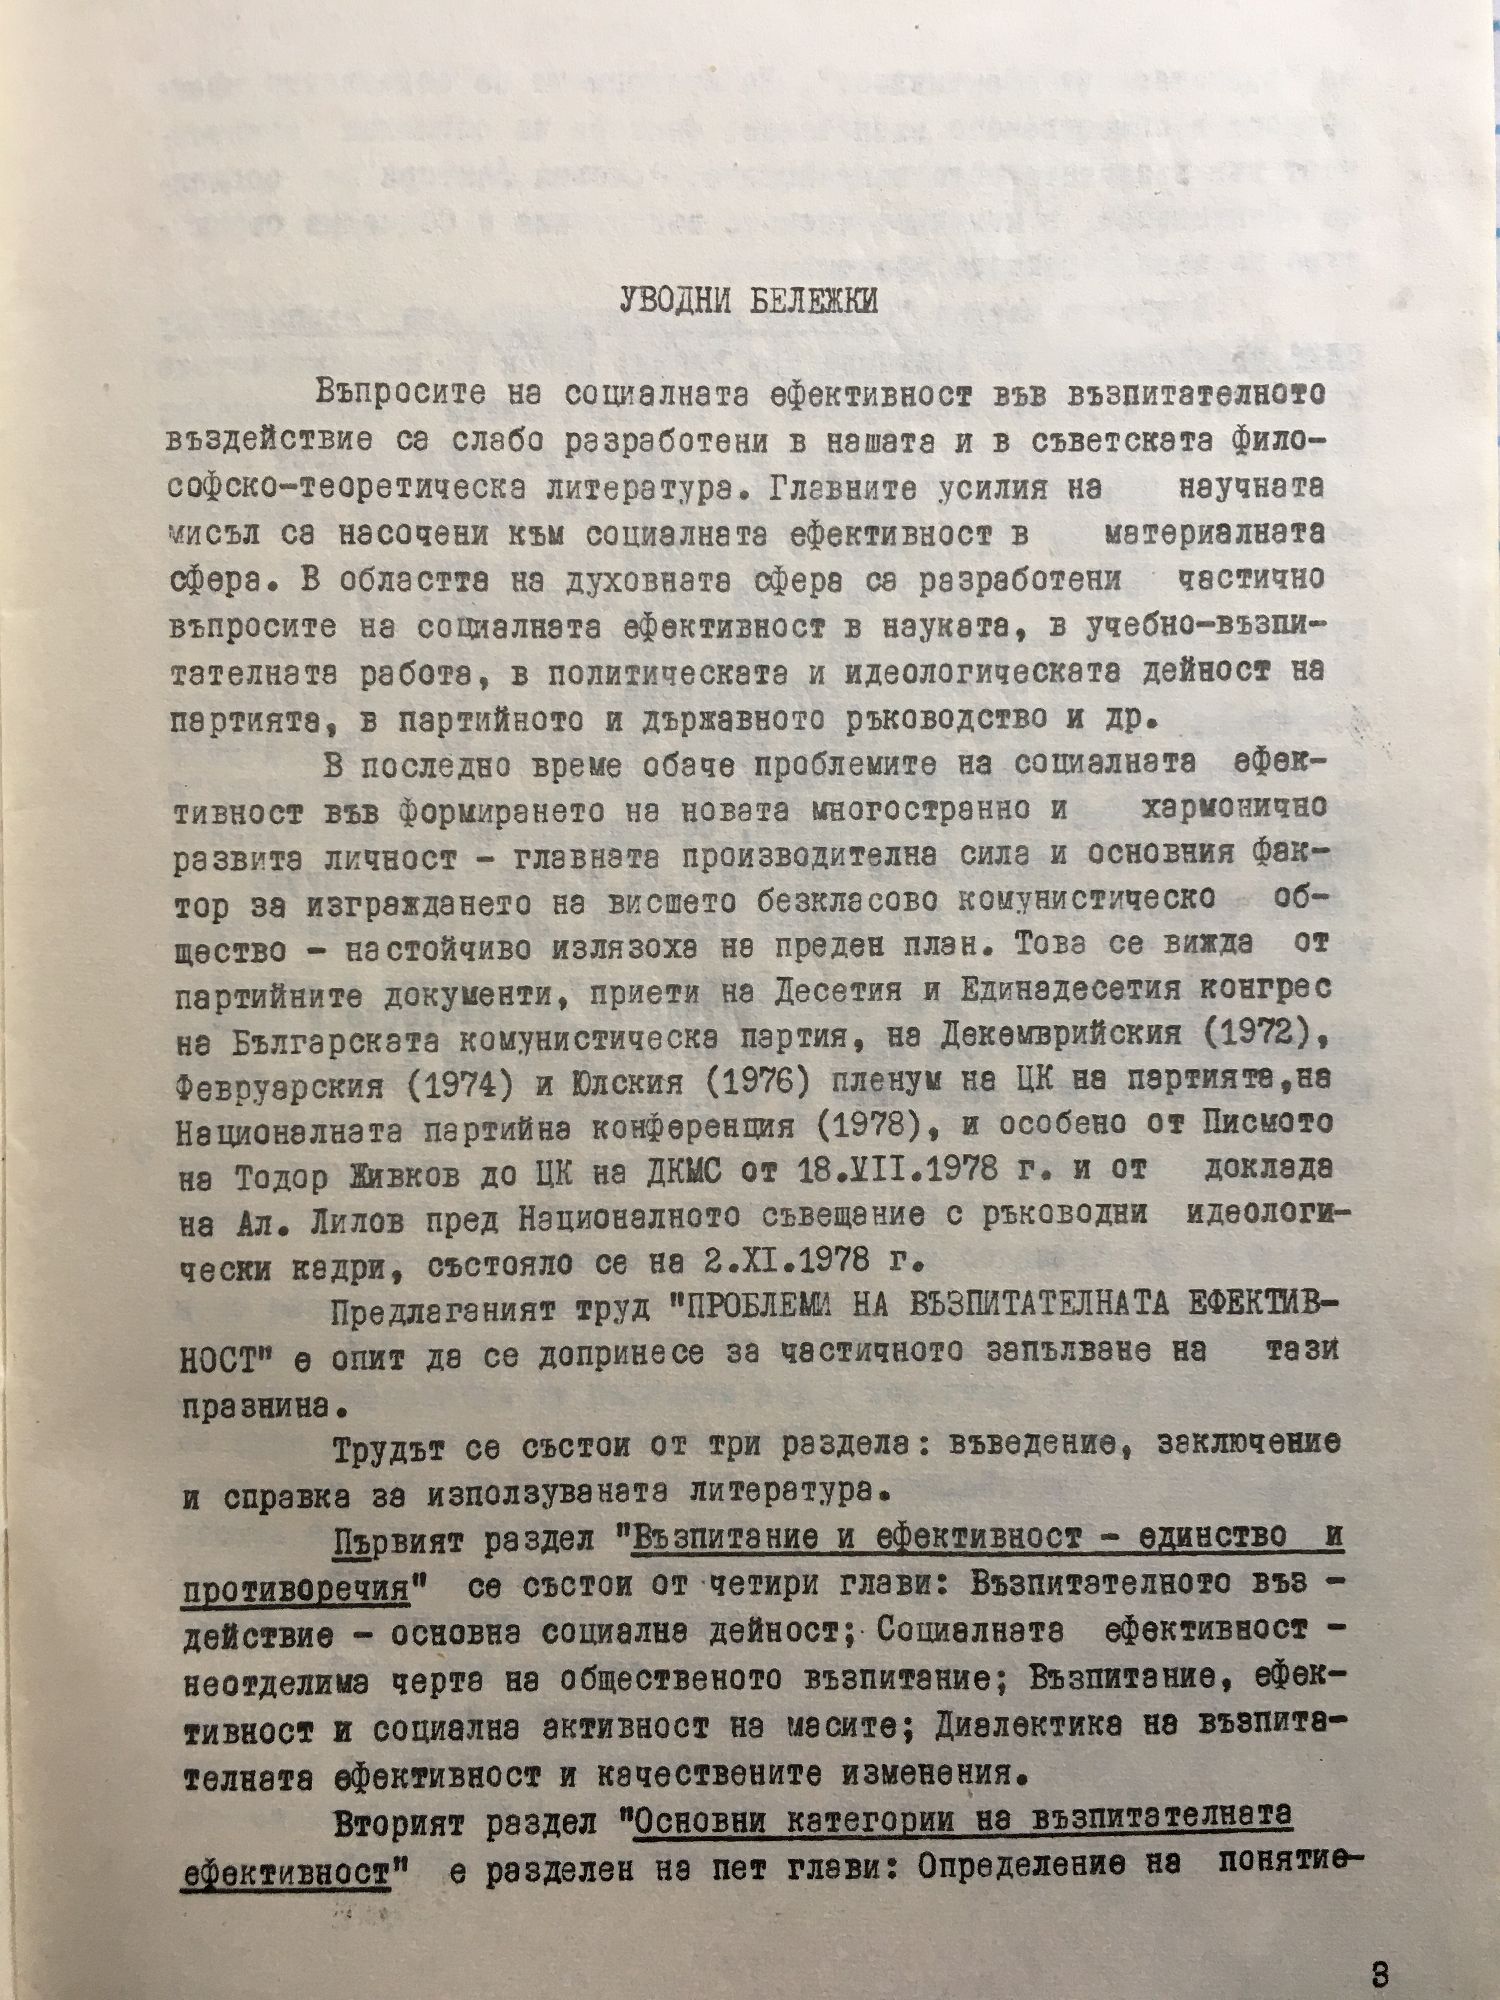 УВОДНИ БЕЛЕЖКИ
Въпросите на социалната ефективност във възпитателното
въздействие са слабо разработени в нашата и в съветската фило-
софско-теоретическа литература. Главните усилия на научната
мисъл са насочени към социалната ефективност в материалната
сфера. В областта на духовната сфера са разработени частично
въпросите на социалната ефективност в науката, в учебно-възпи-
тателната работа, в политическата и идеологическата дейност на
партията, в партийното и държавното ръководство и др.
В последно време обаче проблемите на социалната ефек-
тивност във формирането на новата многостранно и хармонично
развита личност - главната производителна сила и основния фак-
тор за изграждането на висшето безкласово комунистическо об-
щество - настойчиво излязоха на преден план. Това се вижда от
партийните документи, приети на Десетия и Единадесетия конгрес
на Българската комунистическа партия, на Декемврийския (1972),
Февруарския (1974) и Юлския (1976) пленум на ЦК на партията,на
Националната партийна конференция (1978), и особено от Писмото
на Тодор Живков до ЦК на ДКМС от 18.VII.1978 г. и от доклада
на Ал. Лилов пред Националното съвещание с ръководни идеологи-
чески кадри, състояло се на 2.XI.1978 г.
Предлаганият труд "ПРОБЛЕМИ НА ВЪЗПИТАТЕЛНАТА ЕФЕКТИВ-
НОСТ" е опит да се допринесе за частичното запълване на тази
празнина.
Трудът се състои от три раздела: въведение, заключение
и справка за използуваната литература.
Първият раздел "Възпитание и ефективност - единство и
противоречия" се състои от четири глави: Възпитателното въз -
действие - основна социална дейност; Социалната ефективност -
неотделима черта на общественото възпитание; Възпитание, ефек-
тивност и социална активност на масите; Диалектика на възпита-
телната ефективност и качествените изменения.
Вторият раздел "Основни категории на възпитателната
ефективност" е разделен на пет глави: Определение на понятие-
3